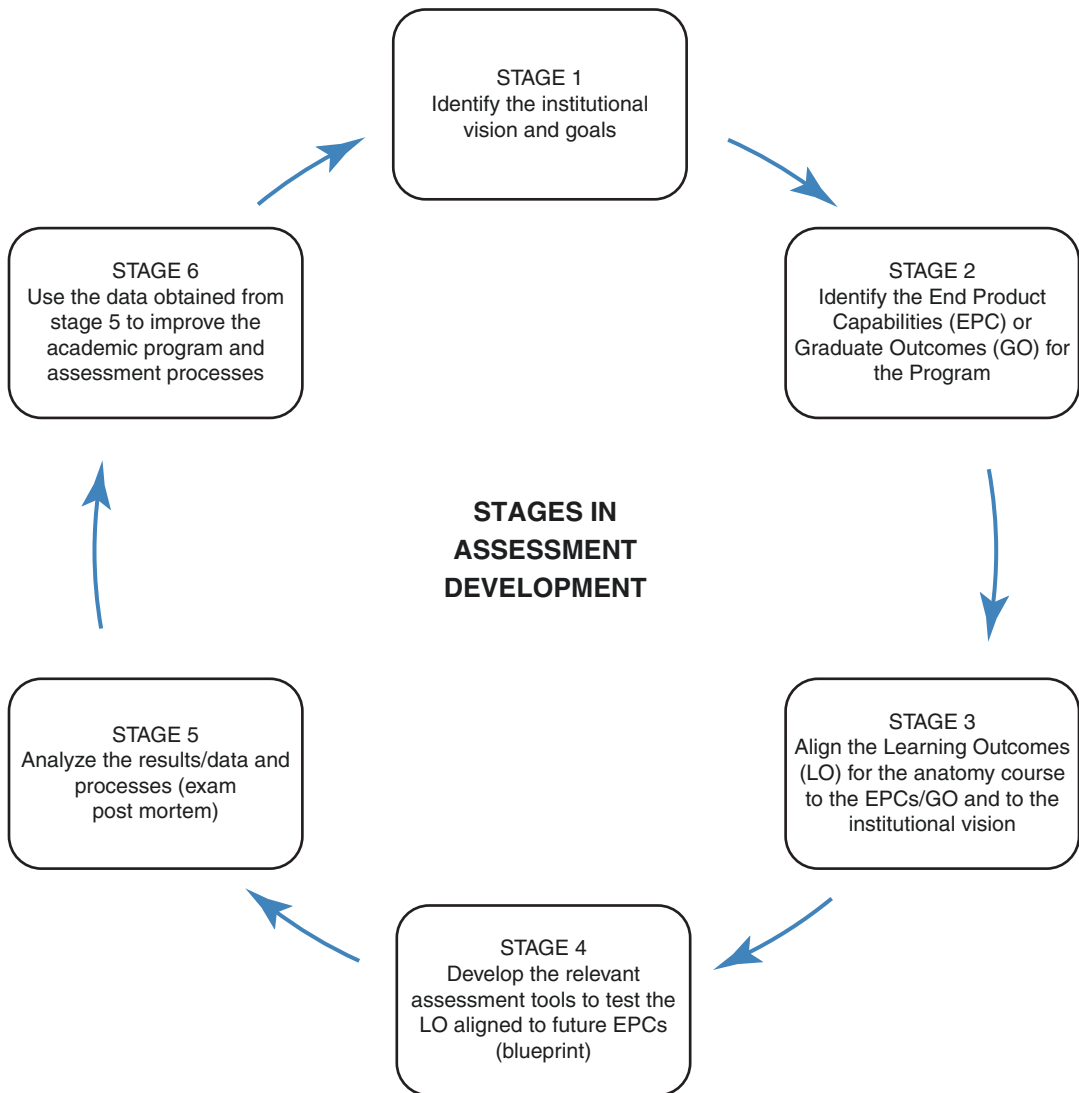 STAGE 1
Identify the institutional
vision and goals
STAGE 2
Identify the End Product
Capabilities (EPC) or
Graduate Outcomes (GO) for
the Program
STAGE 3
Align the Learning Outcomes
(LO) for the anatomy course
to the EPCs/GO and to the
institutional vision
STAGE 4
Develop the relevant
assessment tools to test the
LO aligned to future EPCs
(blueprint)
STAGE 5
Analyze the results/data and
processes (exam
post mortem)
STAGE 6
Use the data obtained from
stage 5 to improve the
academic program and
assessment processes
STAGES IN
ASSESSMENT
DEVELOPMENT